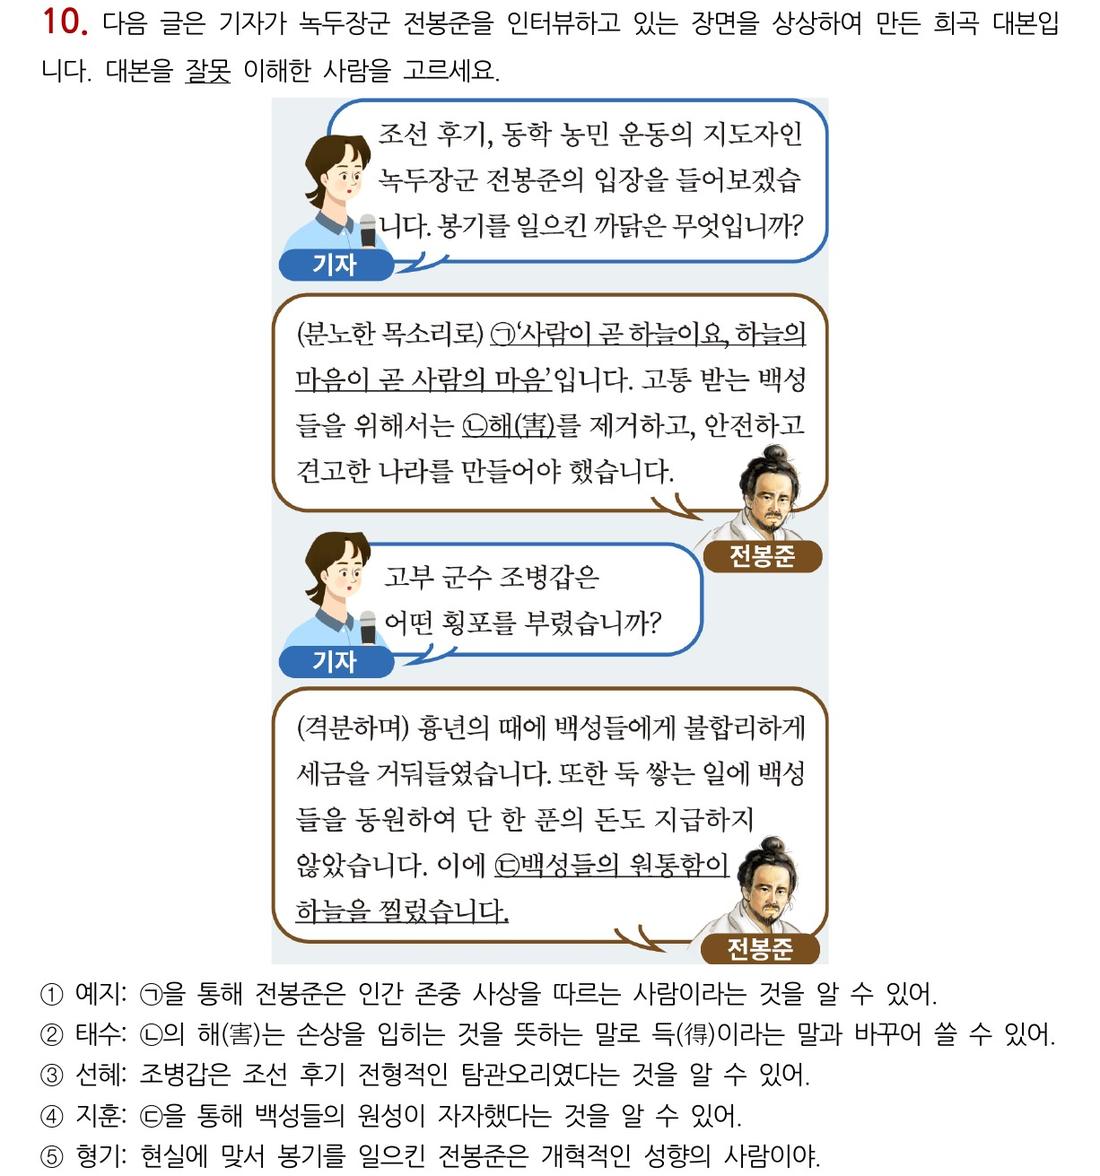 10. 다음 글은 기자가 녹두장군 전봉준을 인터뷰하고 있는 장면을 상상하여 만든 희곡 대본입
니다. 대본을 잘못 이해한 사람을 고르세요.
조선 후기, 동학 농민 운동의 지도자인
녹두장군 전봉준의 입장을 들어보겠습
니다. 봉기를 일으킨 까닭은 무엇입니까?
기자
(분노한 목소리로) ㉠‘사람이 곧 하늘이요, 하늘의
마음이 곧 사람의 마음’입니다. 고통 받는 백성
들을 위해서는 ㉡해(害)를 제거하고, 안전하고
견고한 나라를 만들어야 했습니다.
전봉준
고부 군수 조병갑은
어떤 횡포를 부렸습니까?
기자
(격분하며) 흉년의 때에 백성들에게 불합리하게
세금을 거둬들였습니다. 또한 둑 쌓는 일에 백성
들을 동원하여 단 한 푼의 돈도 지급하지
않았습니다. 이에 ㉢백성들의 원통함이
하늘을 찔렀습니다.
전봉준
① 예지: ㉠을 통해 전봉준은 인간 존중 사상을 따르는 사람이라는 것을 알 수 있어.
② 태수: ㉡의 해(害)는 손상을 입히는 것을 뜻하는 말로 득(得)이라는 말과 바꾸어 쓸 수 있어.
③ 선혜: 조병갑은 조선 후기 전형적인 탐관오리였다는 것을 알 수 있어.
④ 지훈: ㉢을 통해 백성들의 원성이 자자했다는 것을 알 수 있어.
⑤ 형기: 현실에 맞서 봉기를 일으킨 전봉준은 개혁적인 성향의 사람이야.